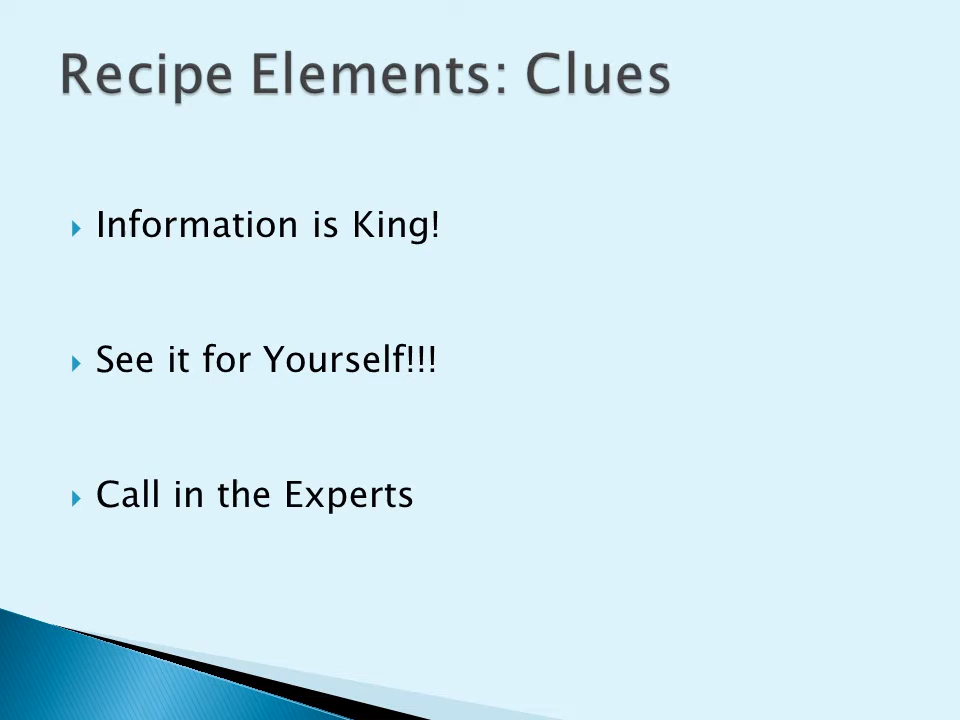 Recipe Elements: Clues
Information is King!
See it for Yourself!!!
Call in the Experts